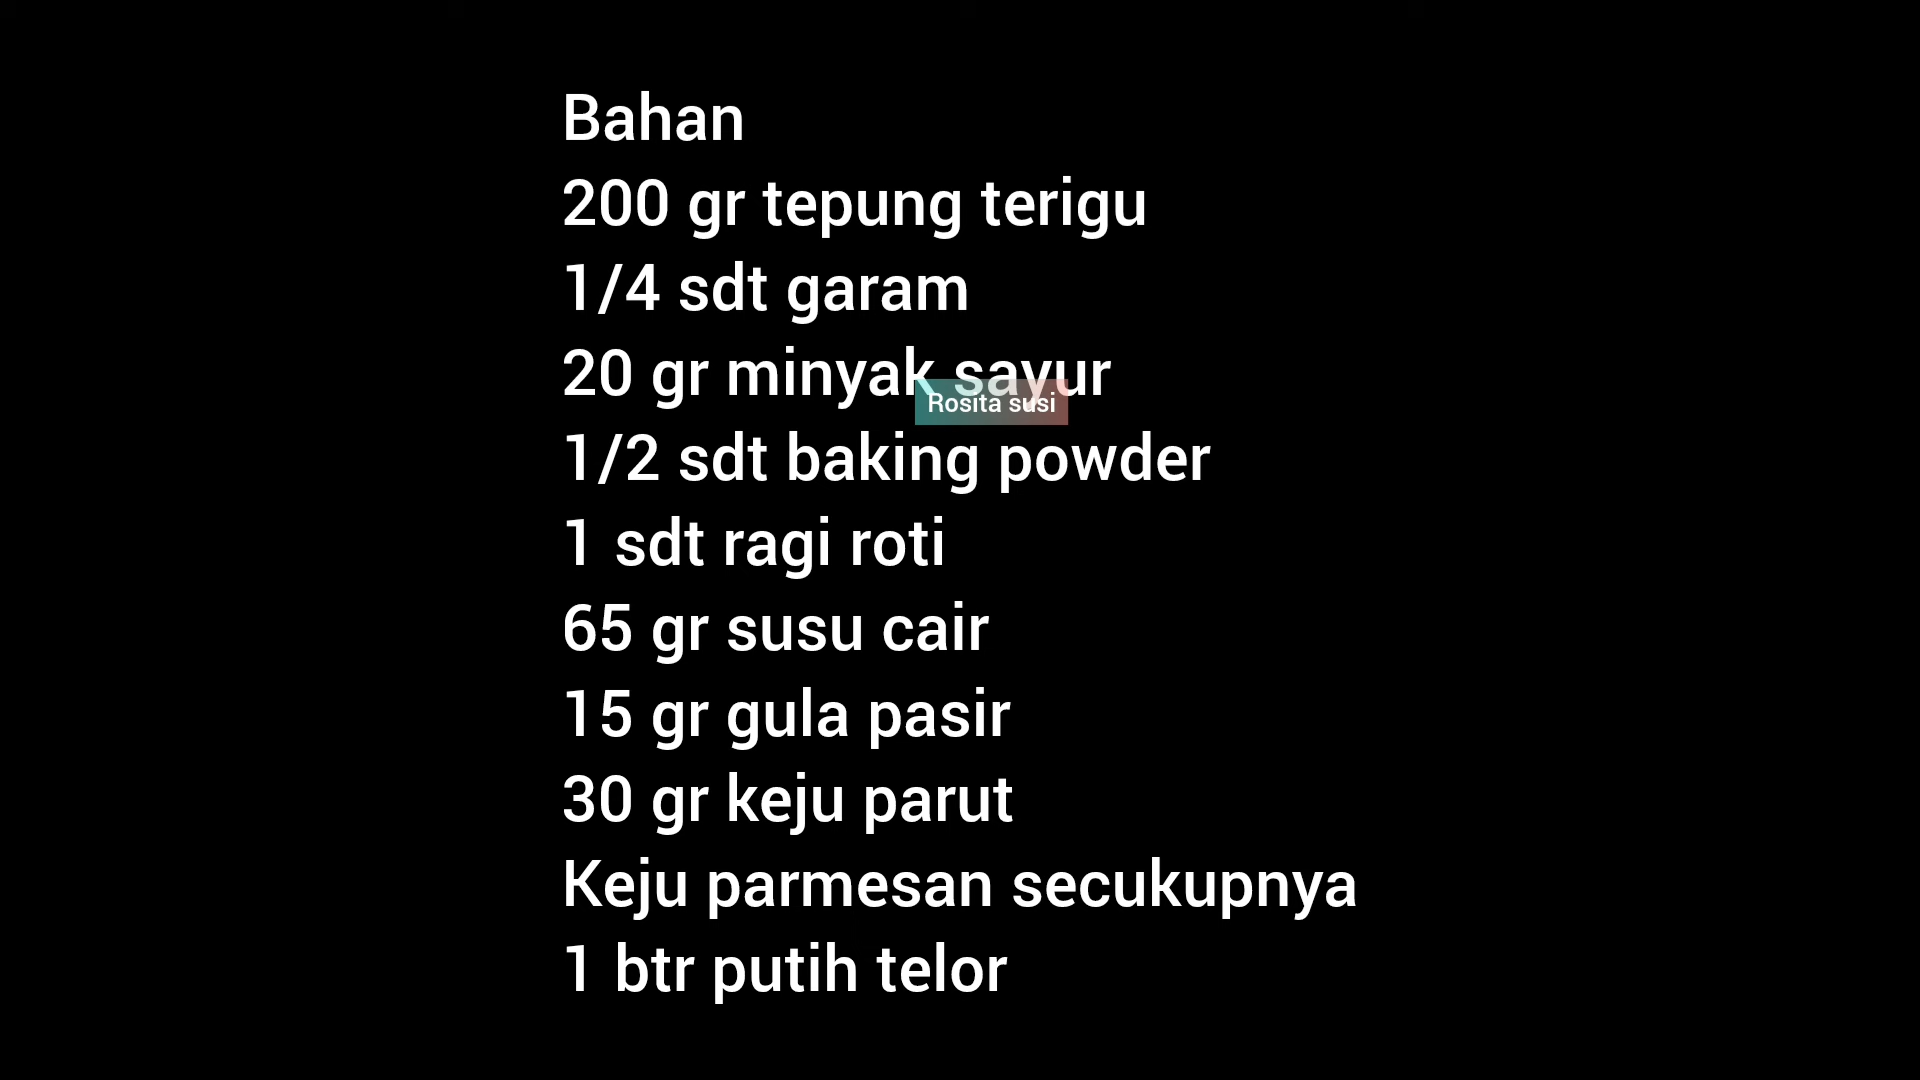 Bahan
200 gr tepung terigu
1/4 sdt garam
20 gr minyak sayur
Rosita susi
1/2 sdt baking powder
1 sdt ragi roti
65 gr susu cair
15 gr gula pasir
30 gr keju parut
Keju parmesan secukupnya
1 btr putih telor